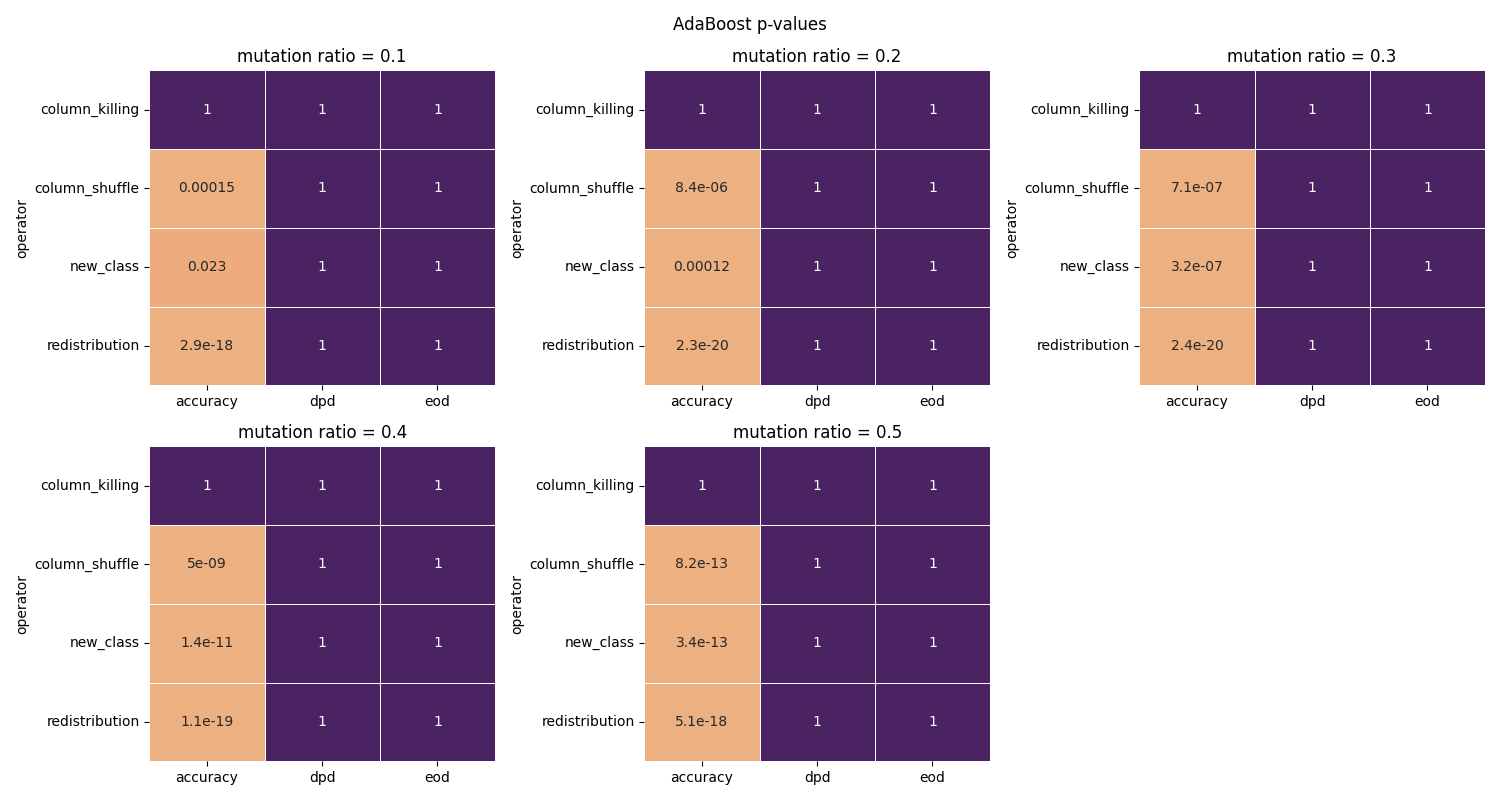 AdaBoost p-values
mutation ratio = 0.1
operator
column_killing 1 1 1
column_shuffle 0.00015 1 1
new_class 0.023 1 1
redistribution 2.9e-18 1 1
accuracy dpd eod
mutation ratio = 0.2
operator
column_killing 1 1 1
column_shuffle 8.4e-06 1 1
new_class 0.00012 1 1
redistribution 2.3e-20 1 1
accuracy dpd eod
mutation ratio = 0.3
operator
column_killing 1 1 1
column_shuffle 7.1e-07 1 1
new_class 3.2e-07 1 1
redistribution 2.4e-20 1 1
accuracy dpd eod
mutation ratio = 0.4
operator
column_killing 1 1 1
column_shuffle 5e-09 1 1
new_class 1.4e-11 1 1
redistribution 1.1e-19 1 1
accuracy dpd eod
mutation ratio = 0.5
operator
column_killing 1 1 1
column_shuffle 8.2e-13 1 1
new_class 3.4e-13 1 1
redistribution 5.1e-18 1 1
accuracy dpd eod